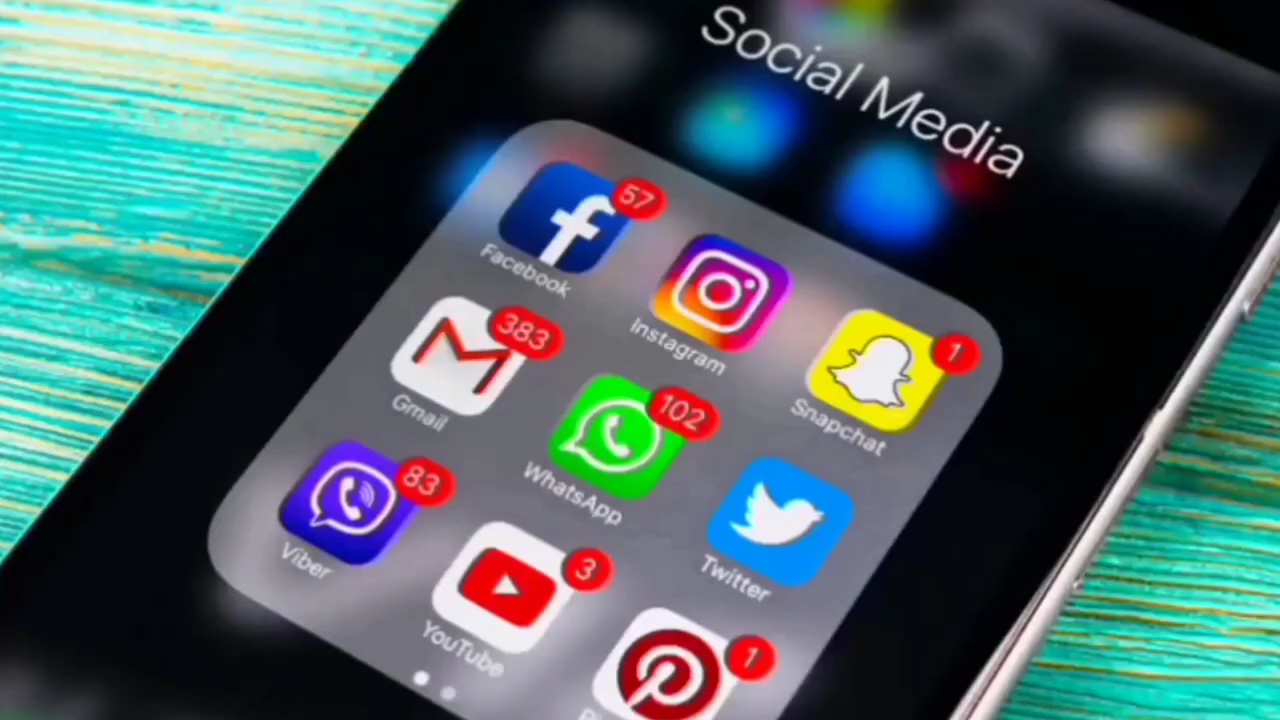 Social Media
57
Facebook
Instagram
1
Snapchat
383
Gmail
102
WhatsApp
Twitter
83
Viber
3
YouTube
1